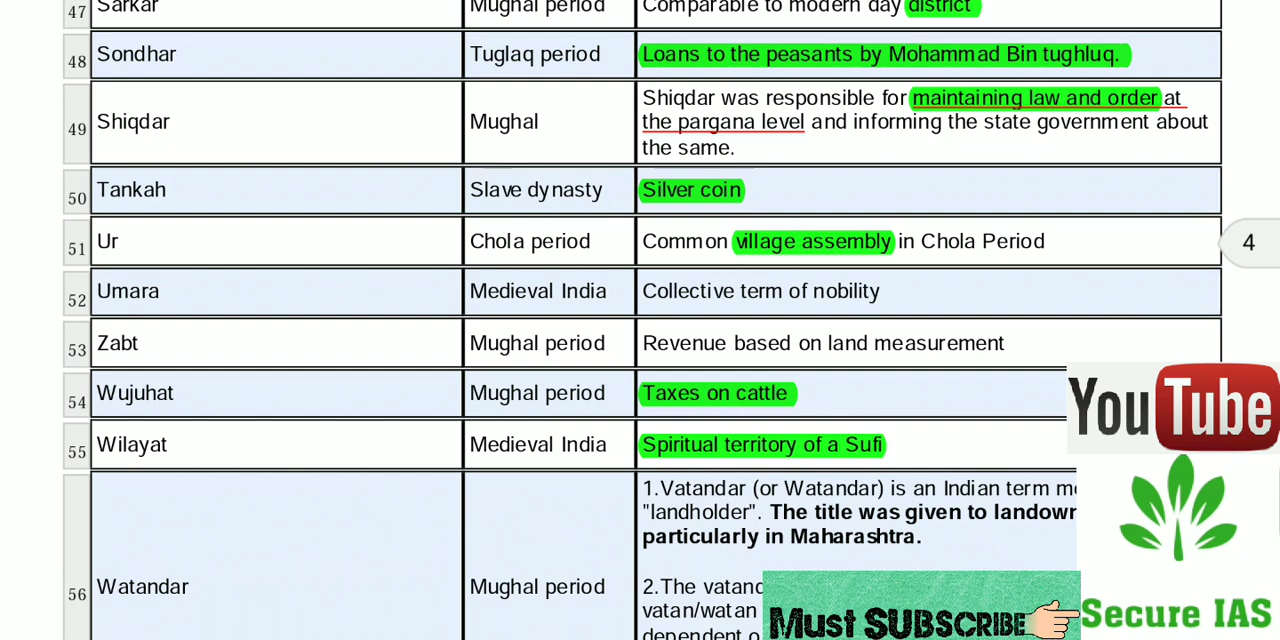 47 Sarkar Mughal period Comparable to modern day district
48 Sondhar Tuglaq period Loans to the peasants by Mohammad Bin tughluq.
49 Shiqdar Mughal Shiqdar was responsible for maintaining law and order at
the pargana level and informing the state government about
the same.
50 Tankah Slave dynasty Silver coin
51 Ur Chola period Common village assembly in Chola Period
4
52 Umara Medieval India Collective term of nobility
53 Zabt Mughal period Revenue based on land measurement
54 Wujuhat Mughal period Taxes on cattle
YouTube
55 Wilayat Medieval India Spiritual territory of a Sufi
56 Watandar Mughal period 1.Vatandar (or Watandar) is an Indian term
"landholder". The title was given to
particularly in Maharashtra.
2.The
vatan/watan
dependent
Must SUBSCRIBE
Secure IAS